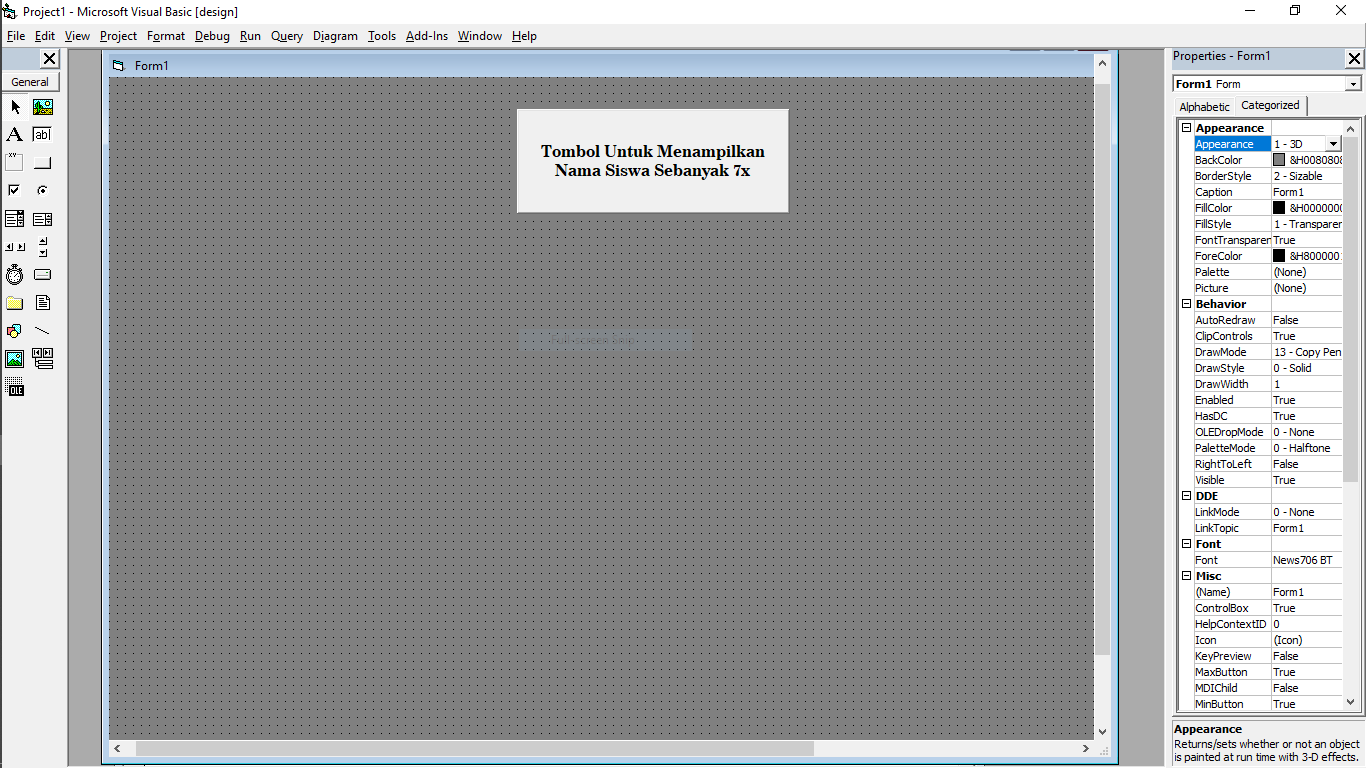 Project1 - Microsoft Visual Basic [design]
File Edit View Project Format Debug Run Query Diagram Tools Add-Ins Window Help
General
A ab|
xy
OLE
Form1
Tombol Untuk Menampilkan
Nama Siswa Sebanyak 7x
Properties - Form1
Form1 Form
Alphabetic Categorized
Appearance
Appearance 1 - 3D
BackColor &H008080
BorderStyle 2 - Sizable
Caption Form1
FillColor &H000000
FillStyle 1 - Transparer
FontTransparen True
ForeColor &H800000
Palette (None)
Picture (None)
Behavior
AutoRedraw False
ClipControls True
DrawMode 13 - Copy Pen
DrawStyle 0 - Solid
DrawWidth 1
Enabled True
HasDC True
OLEDropMode 0 - None
PaletteMode 0 - Halftone
RightToLeft False
Visible True
DDE
LinkMode 0 - None
LinkTopic Form1
Font
Font News706 BT
Misc
(Name) Form1
ControlBox True
HelpContextID 0
Icon (Icon)
KeyPreview False
MaxButton True
MDIChild False
MinButton True
Appearance
Returns/sets whether or not an object
is painted at run time with 3-D effects.